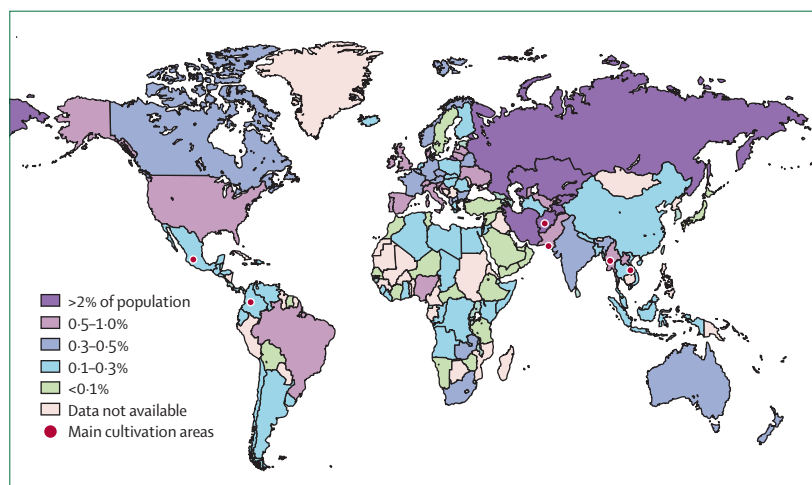 >2% of population
0·5–1·0%
0·3–0·5%
0·1–0·3%
<0·1%
Data not available
Main cultivation areas